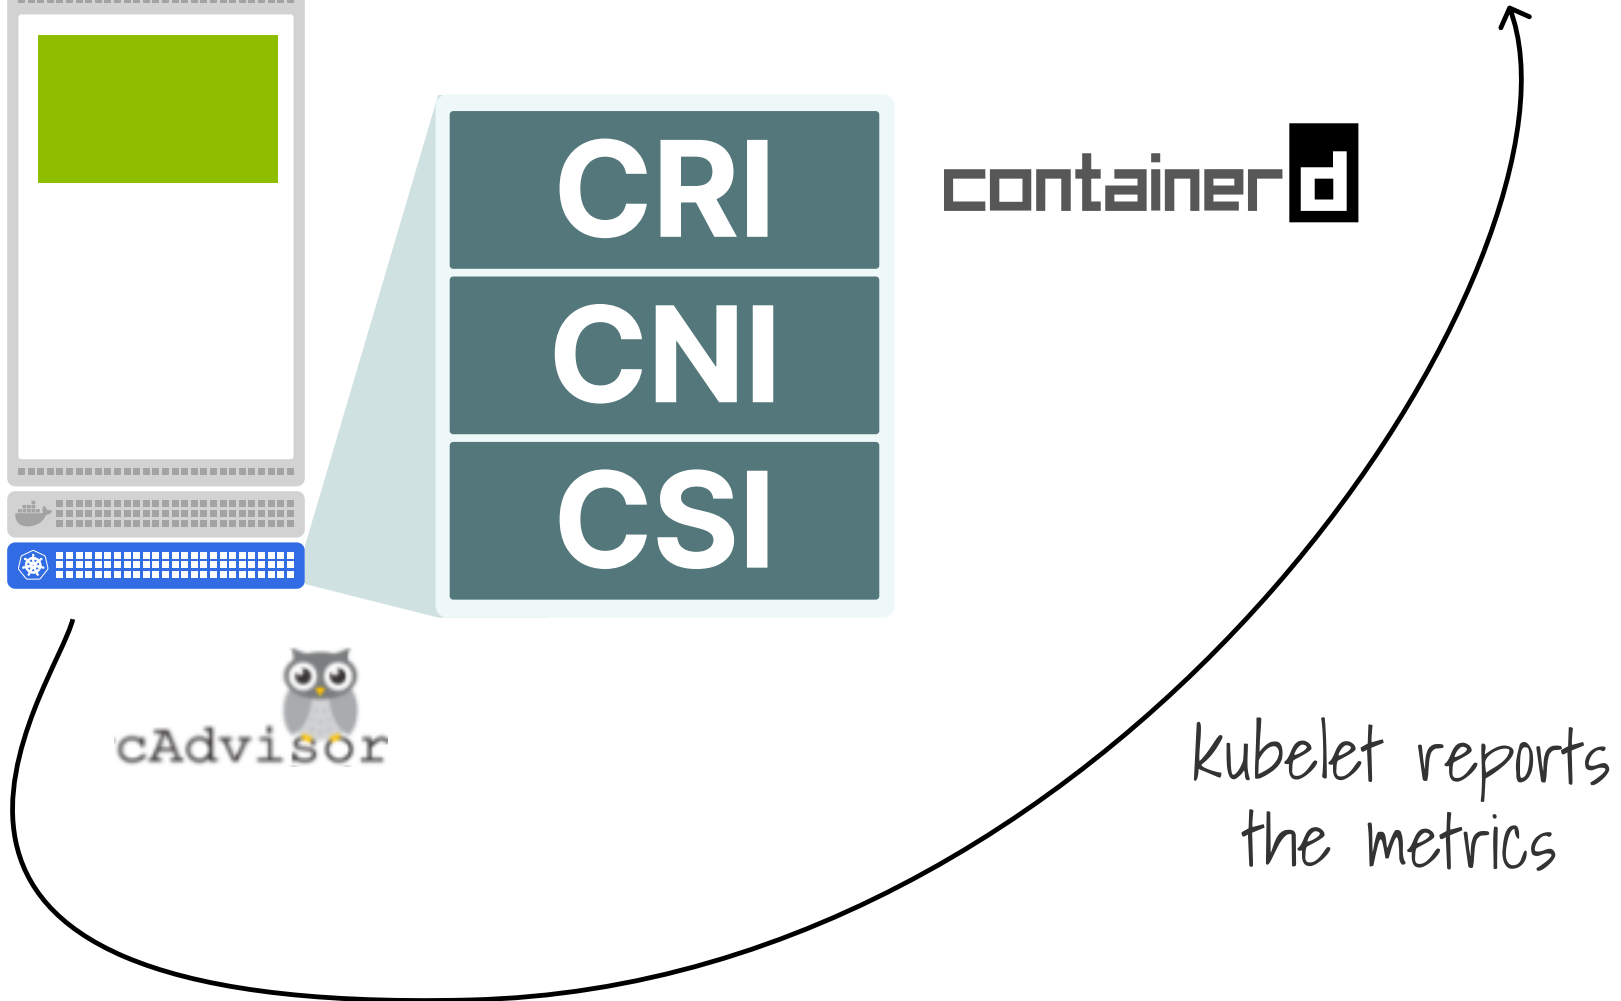 CRI
containerd
CNI
CSI
cAdvisor
kubelet reports
the metrics